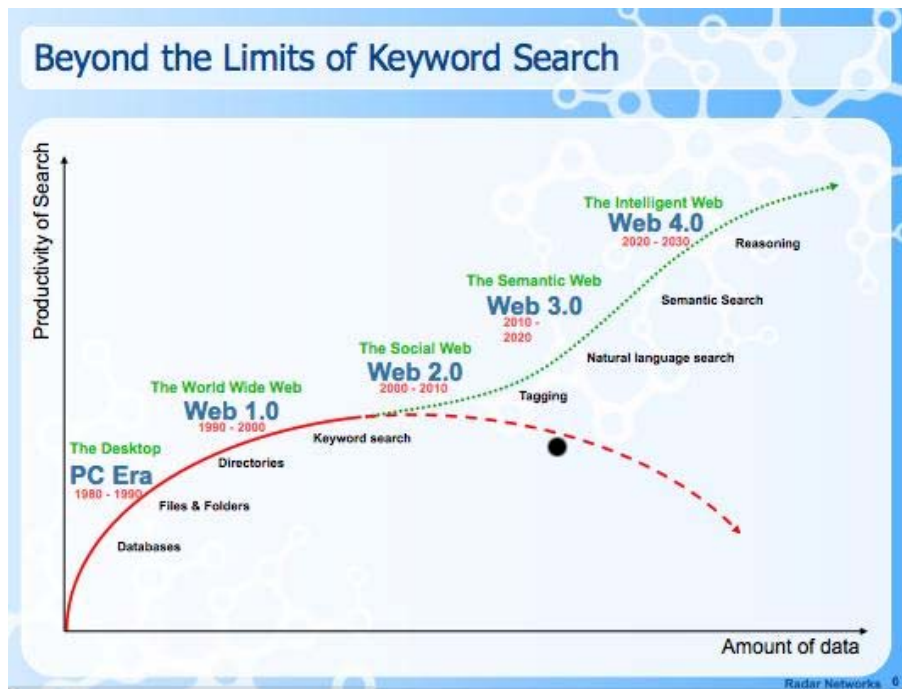 Beyond the Limits of Keyword Search
Productivity of Search
The Intelligent Web
Web 4.0
2020 - 2030
Reasoning
The Semantic Web
Web 3.0
2010 -
2020
Semantic Search
The Social Web
Web 2.0
2000 - 2010
Natural language search
The World Wide Web
Web 1.0
1990 - 2000
Tagging
Keyword search
The Desktop
PC Era
1980 - 1990
Directories
Files & Folders
Databases
Amount of data
Radar Networks 6